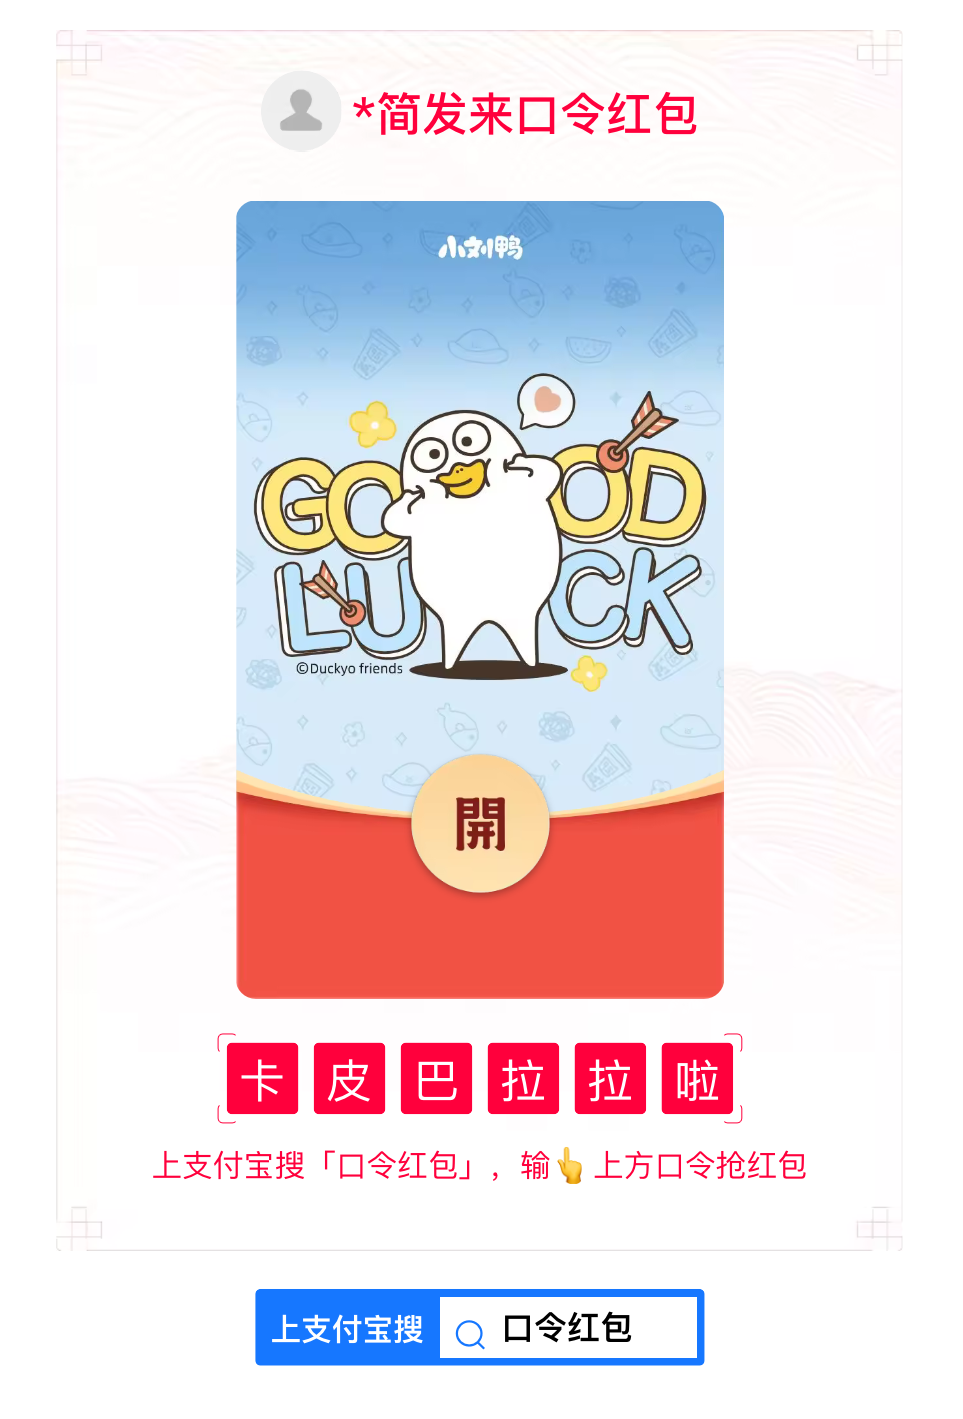 *简发来口令红包
小刘鸭
GOOD
LUCK
©Duckyo friends
開
卡皮巴拉拉啦
上支付宝搜「口令红包」，输👆上方口令抢红包
上支付宝搜 口令红包